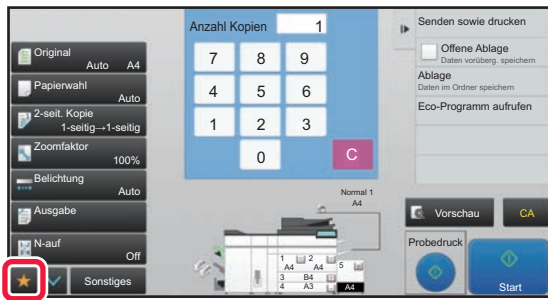 Original
Auto A4
Papierwahl
Auto
2-seit. Kopie
1-seitig→1-seitig
Zoomfaktor
100%
Belichtung
Auto
Ausgabe
N-auf
Off
Sonstiges
Anzahl Kopien 1
7 8 9
4 5 6
1 2 3
0 C
Normal 1
A4
1 A4 2 A4 5
3 B4
4 A3 A4
Senden sowie drucken
Offene Ablage
Daten vorüberg. speichern
Ablage
Daten im Ordner speichern
Eco-Programm aufrufen
Vorschau CA
Probedruck
Start